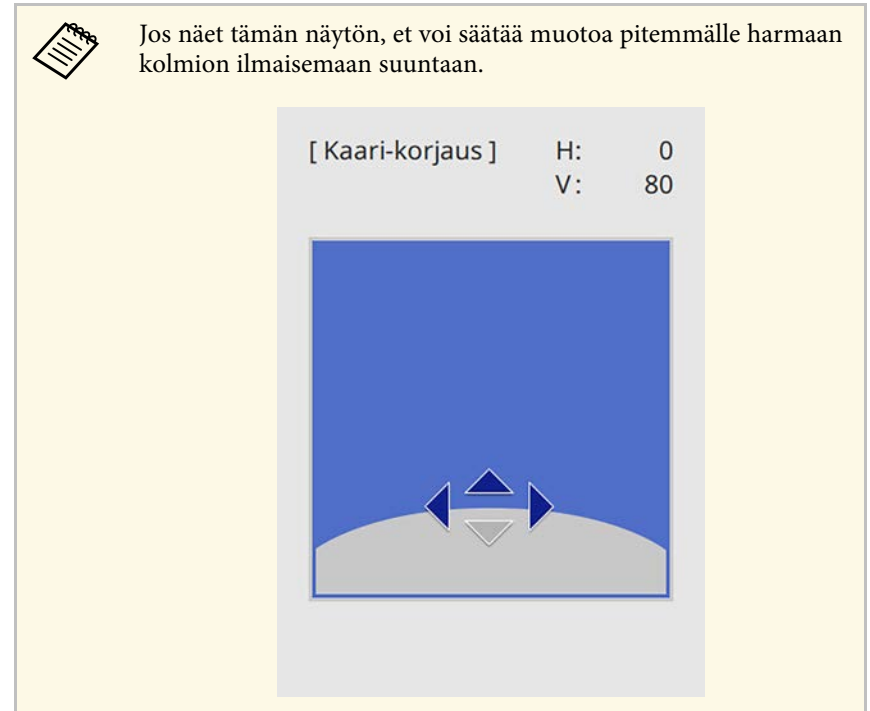 Jos näet tämän näytön, et voi säätää muotoa pitemmälle harmaan
kolmion ilmaisemaan suuntaan.
[ Kaari-korjaus ] H: 0
V: 80